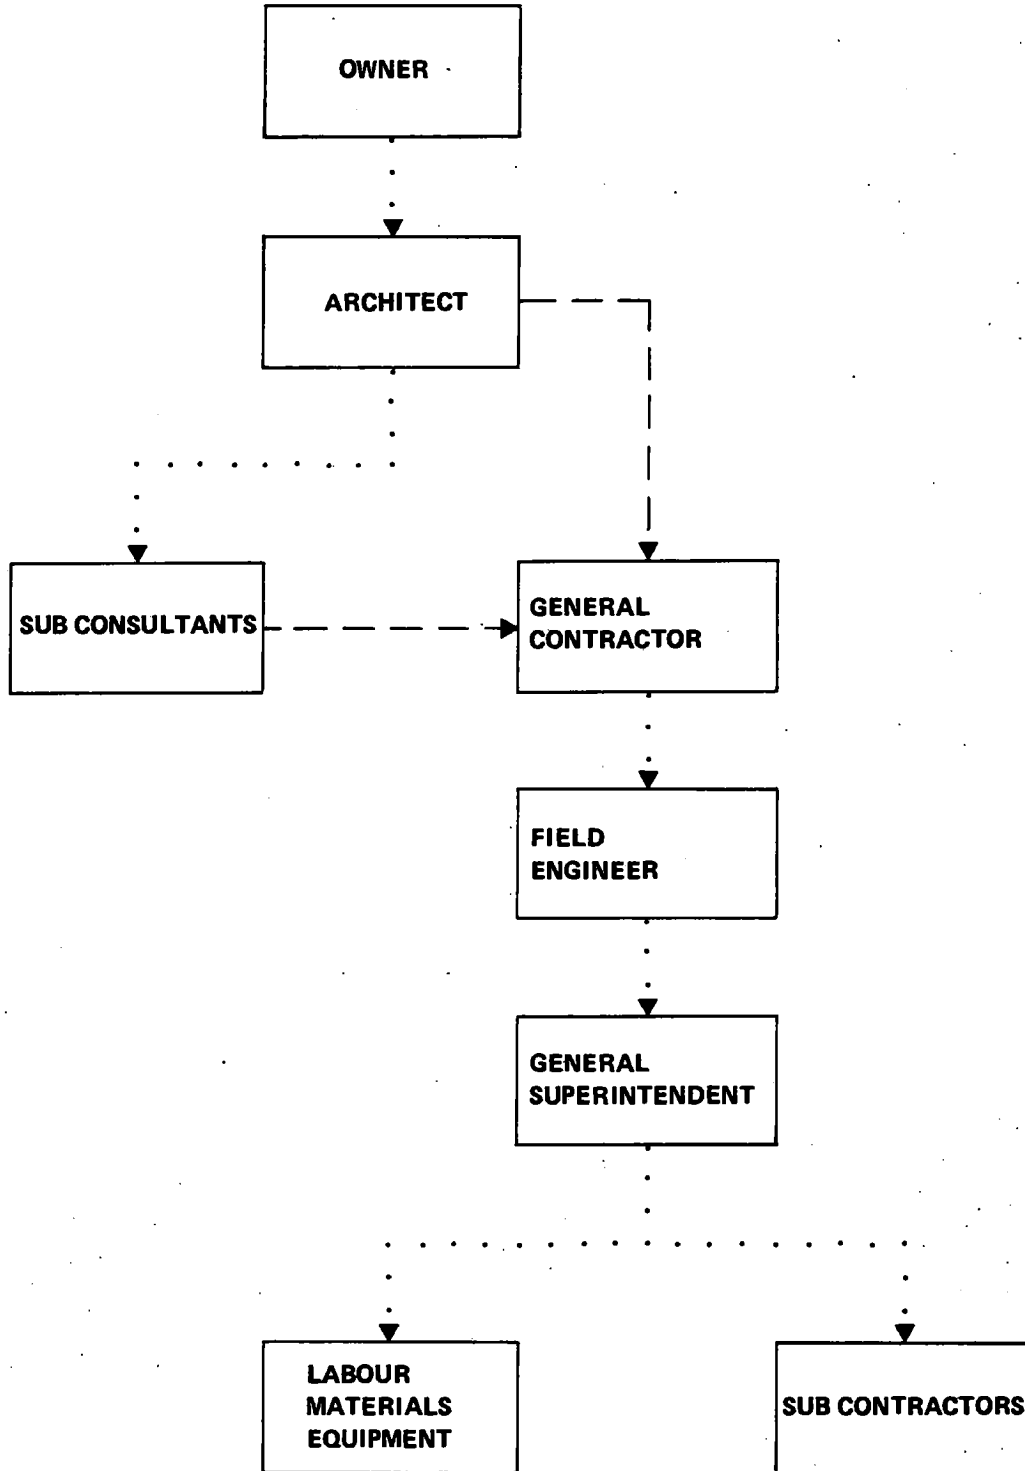 OWNER
ARCHITECT
SUB CONSULTANTS
GENERAL
CONTRACTOR
FIELD
ENGINEER
GENERAL
SUPERINTENDENT
LABOUR
MATERIALS
EQUIPMENT
SUB CONTRACTORS